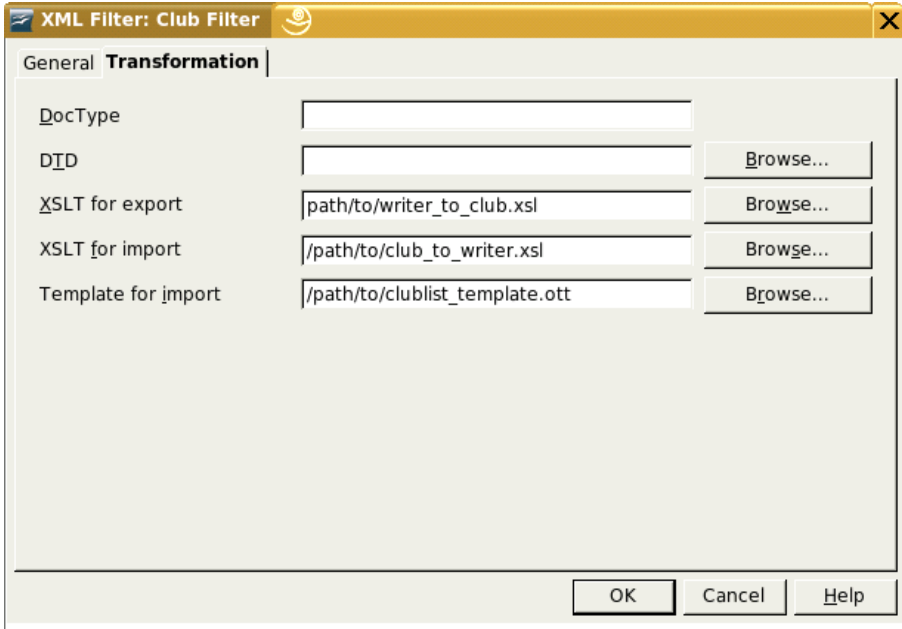 XML Filter: Club Filter
General Transformation
DocType
DTD Browse...
XSLT for export path/to/writer_to_club.xsl Browse...
XSLT for import /path/to/club_to_writer.xsl Browse...
Template for import /path/to/clublist_template.ott Browse...
OK Cancel Help